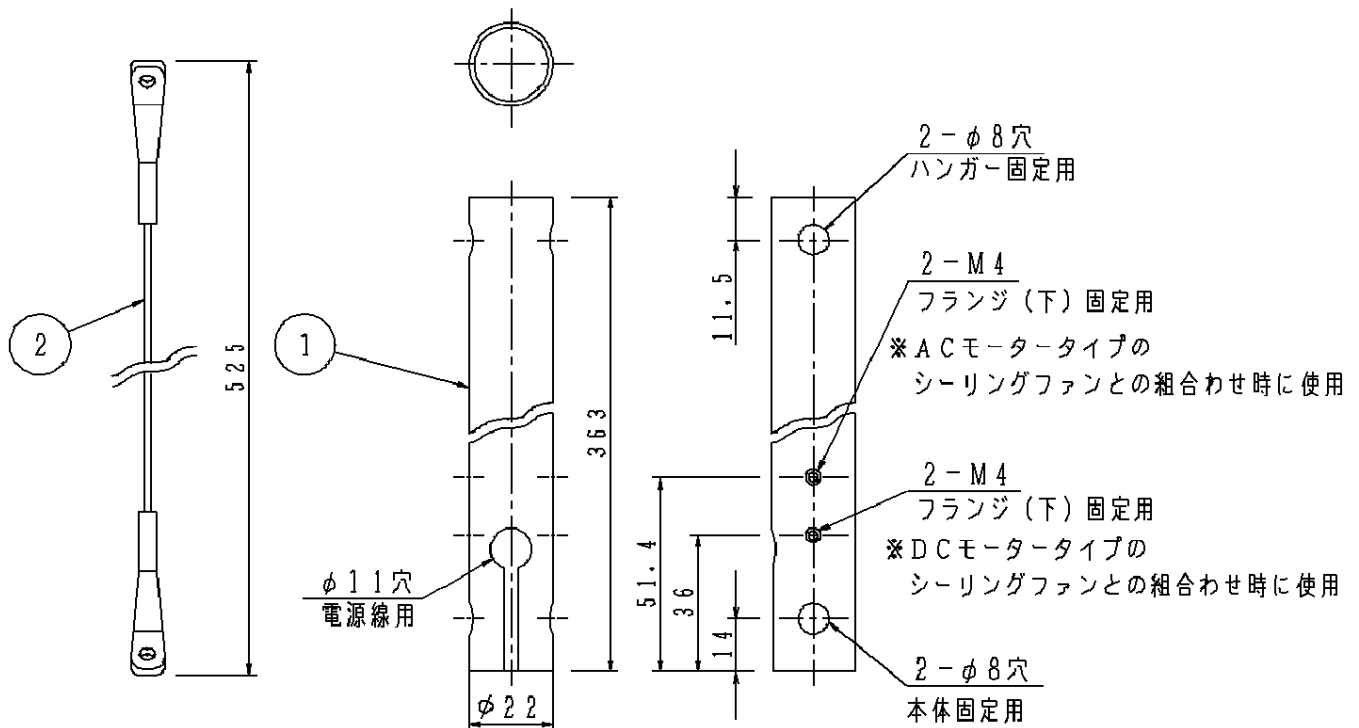 2
525
1
363
φ11穴
電源線用
φ22
11.5
51.4
36
14
2-φ8穴
ハンガー固定用
2-M4
フランジ(下)固定用
※ACモータータイプの
シーリングファンとの組合わせ時に使用
2-M4
フランジ(下)固定用
※DCモータータイプの
シーリングファンとの組合わせ時に使用
2-φ8穴
本体固定用